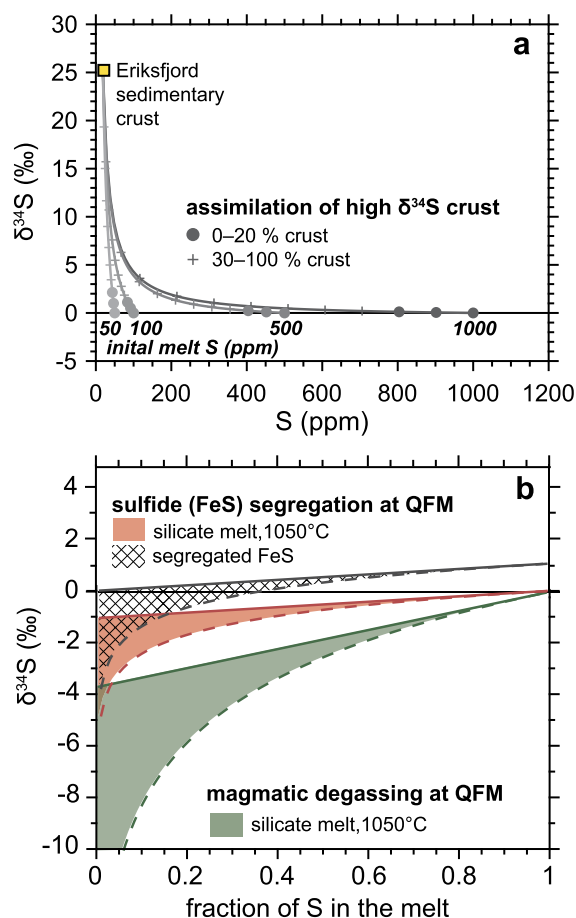 35
a
30
Eriksfjord
25
sedimentary
crust
20
δ³⁴S (‰)
15
assimilation of high δ³⁴S crust
10
0–20 % crust
30–100 % crust
5
0
50 100 500 1000
inital melt S (ppm)
-5
0 200 400 600 800 1000 1200
S (ppm)
b
4
sulfide (FeS) segregation at QFM
silicate melt,1050°C
2
segregated FeS
0
-2
δ³⁴S (‰)
-4
-6
-8
magmatic degassing at QFM
silicate melt,1050°C
-10
0 0.2 0.4 0.6 0.8 1
fraction of S in the melt